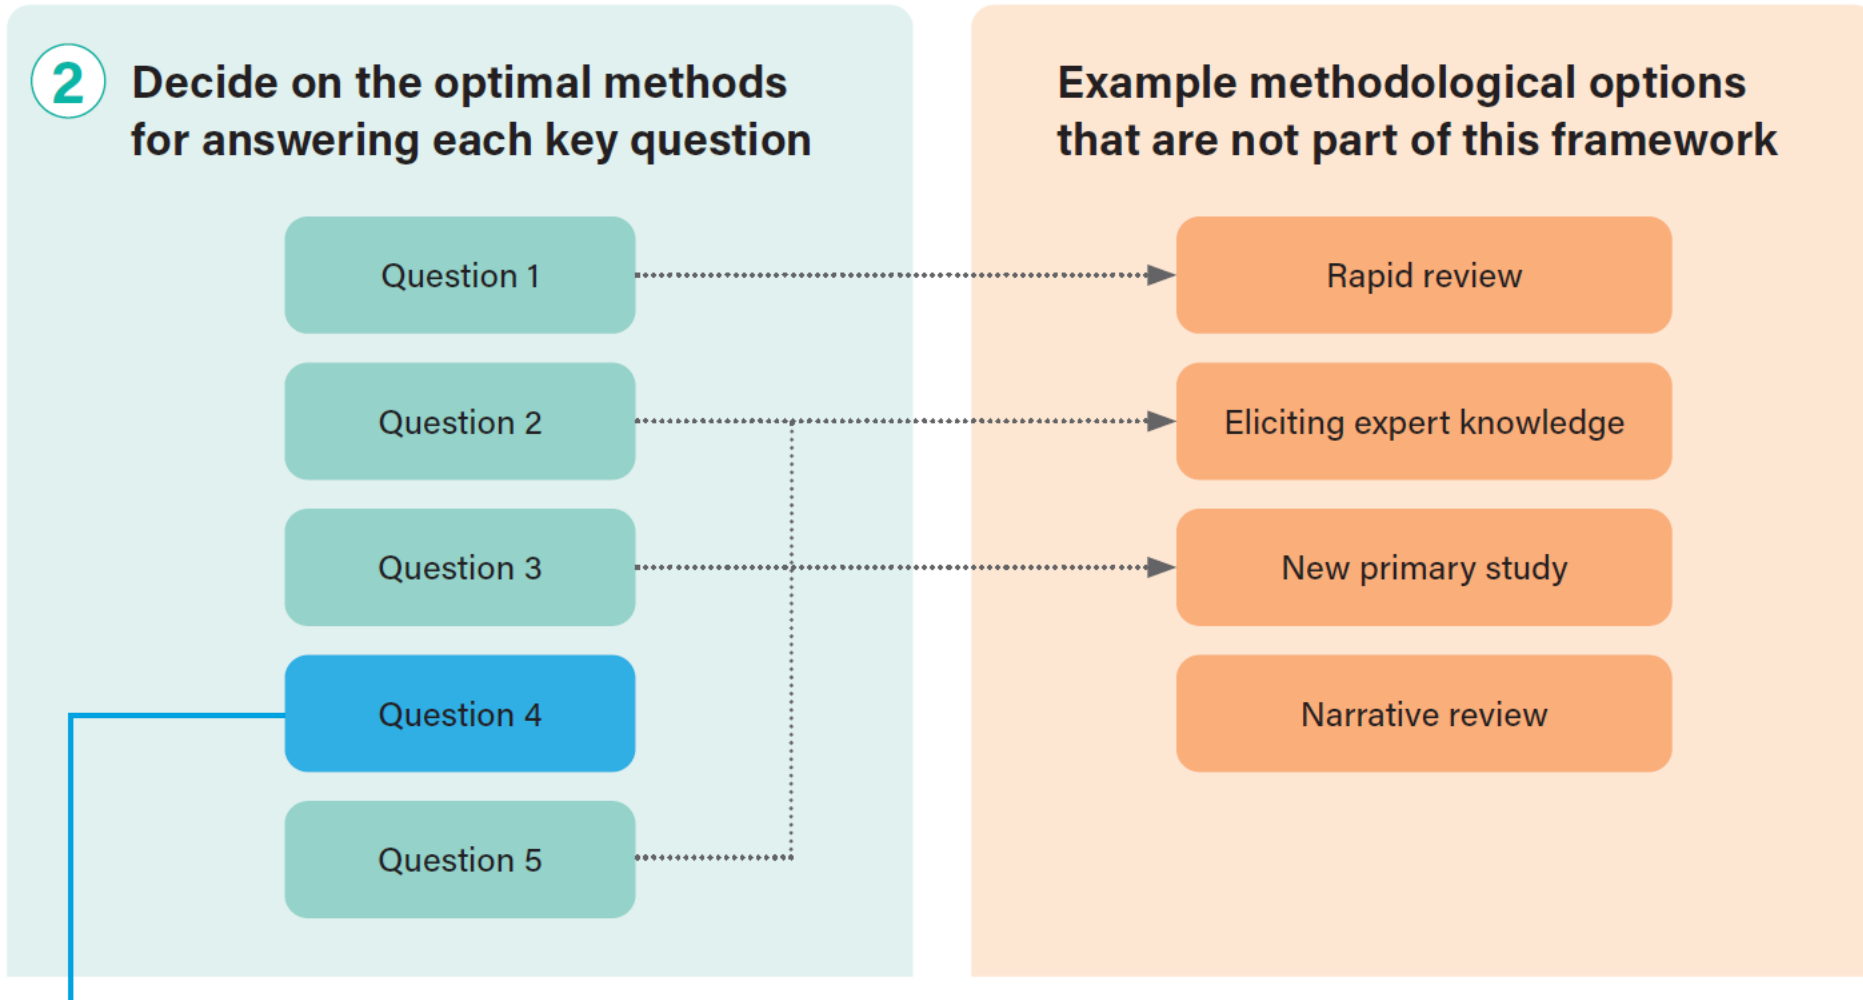 2
Decide on the optimal methods
for answering each key question
Question 1
Question 2
Question 3
Question 4
Question 5
Example methodological options
that are not part of this framework
Rapid review
Eliciting expert knowledge
New primary study
Narrative review